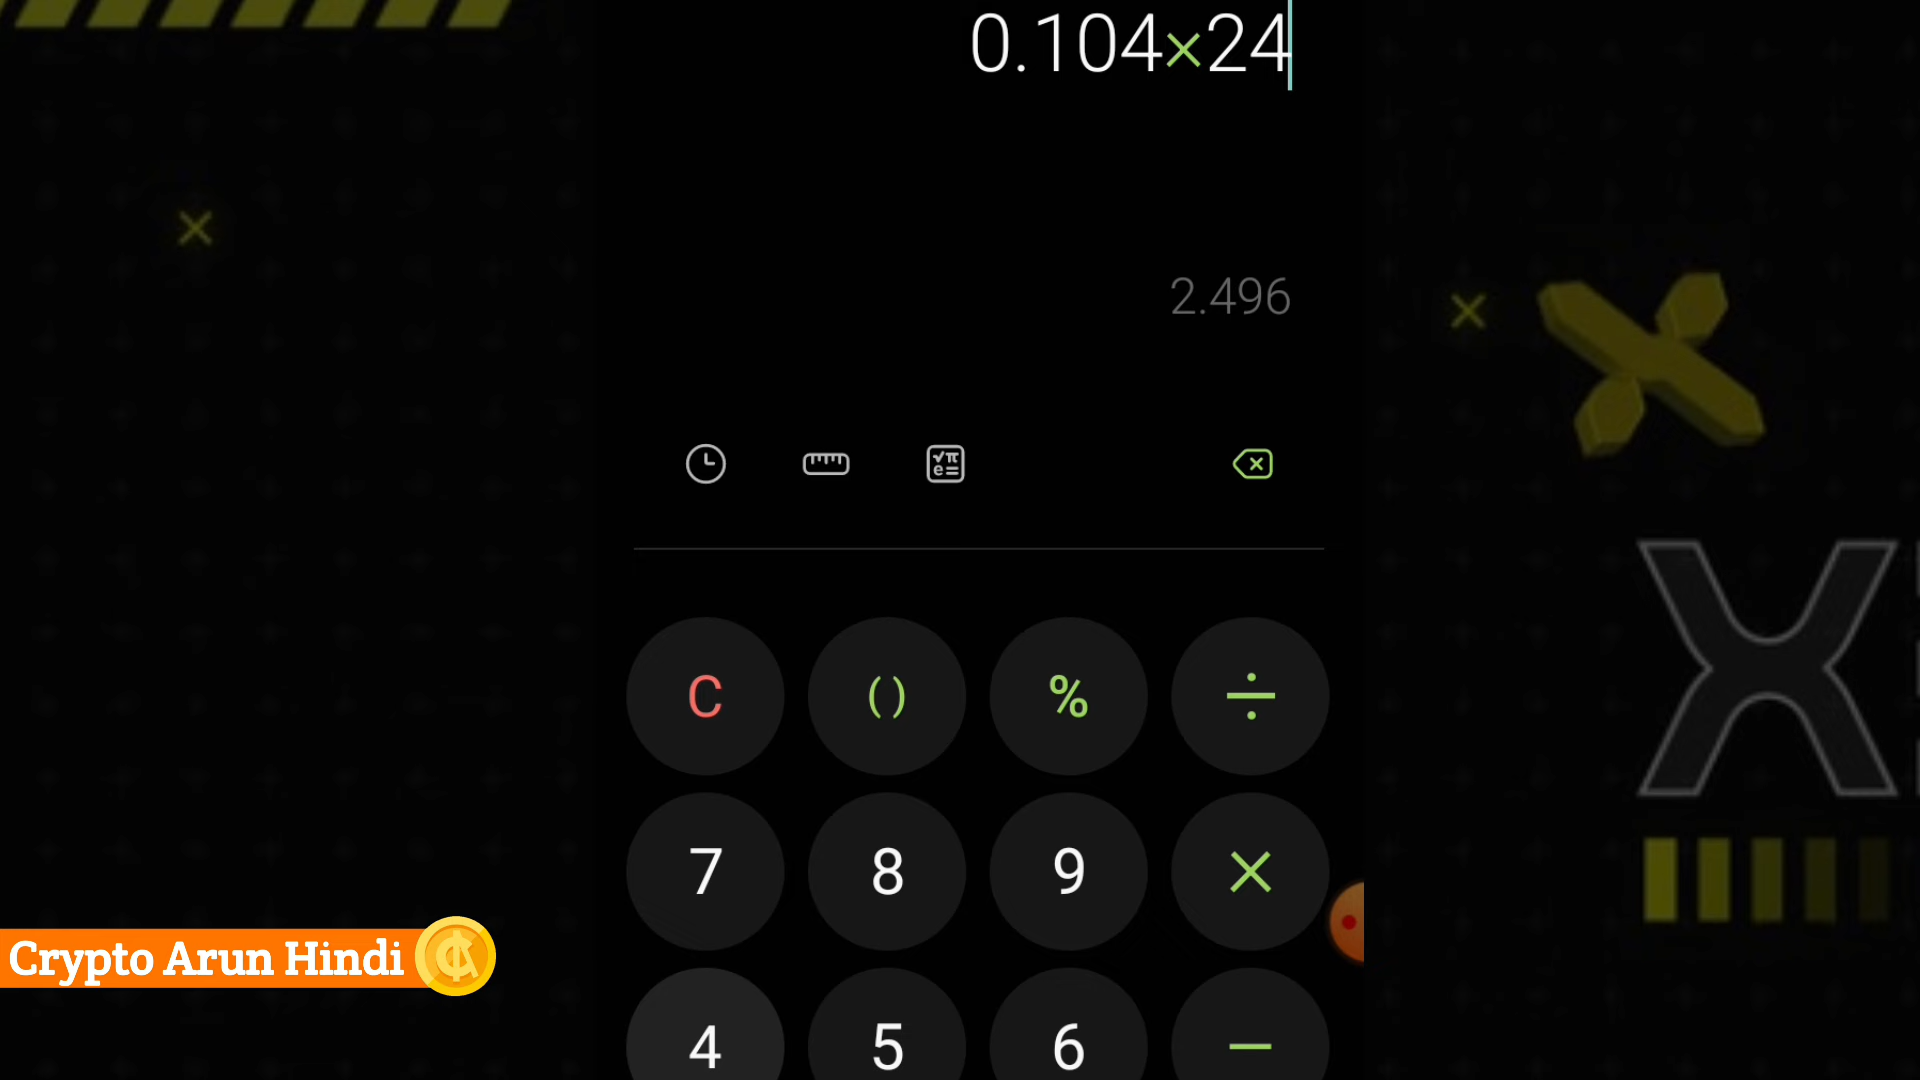 0.104×24
2.496
C ( ) % ÷
7 8 9 ×
4 5 6 −
Crypto Arun Hindi